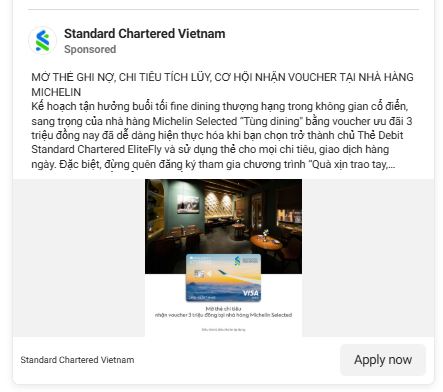 Standard Chartered Vietnam
Sponsored
MỞ THẺ GHI NỢ, CHI TIÊU TÍCH LŨY, CƠ HỘI NHẬN VOUCHER TẠI NHÀ HÀNG
MICHELIN
Kế hoạch tận hưởng buổi tối fine dining thượng hạng trong không gian cổ điển,
sang trọng của nhà hàng Michelin Selected "Tùng dining" bằng voucher ưu đãi 3
triệu đồng nay đã dễ dàng hiện thực hóa khi bạn chọn trở thành chủ Thẻ Debit
Standard Chartered EliteFly và sử dụng thẻ cho mọi chi tiêu, giao dịch hàng
ngày. Đặc biệt, đừng quên đăng ký tham gia chương trình "Quà xịn trao tay,...
VISA
Mở thẻ chi tiêu
nhận voucher 3 triệu đồng tại nhà hàng Michelin Selected
Standard Chartered Vietnam
Apply now